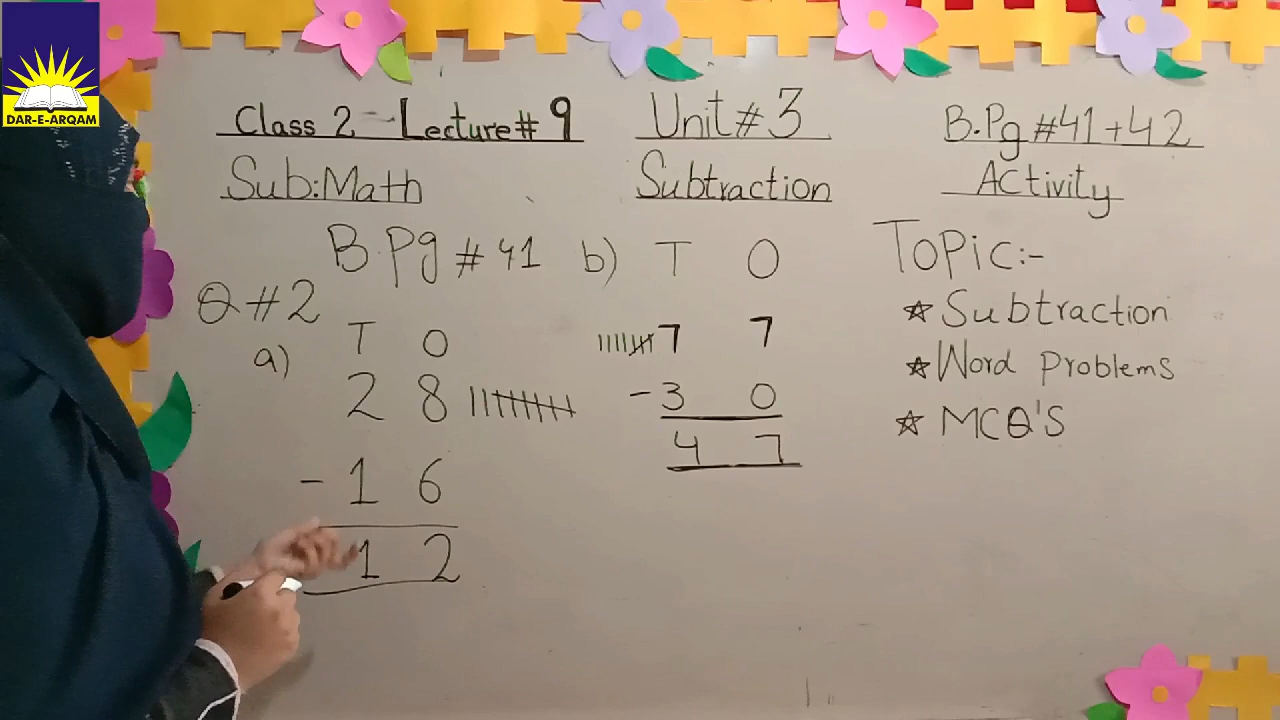 DAR-E-ARQAM
Class 2 - Lecture # 9
Sub: Math
Unit # 3
Subtraction
B.Pg #41+42
Activity
B.Pg # 41
Q #2
a)
T O
2 8
- 1 6
1 2
b) T O
7 7
- 3 0
4 7
Topic:-
☆ Subtraction
☆ Word Problems
☆ MCQ'S